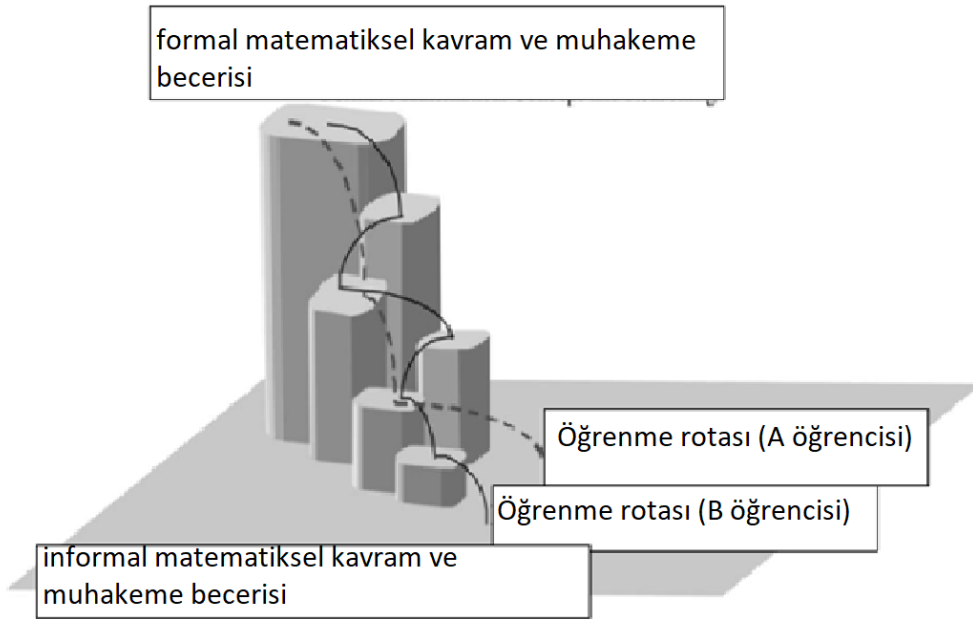 formal matematiksel kavram ve muhakeme
becerisi
Öğrenme rotası (A öğrencisi)
Öğrenme rotası (B öğrencisi)
informal matematiksel kavram ve
muhakeme becerisi